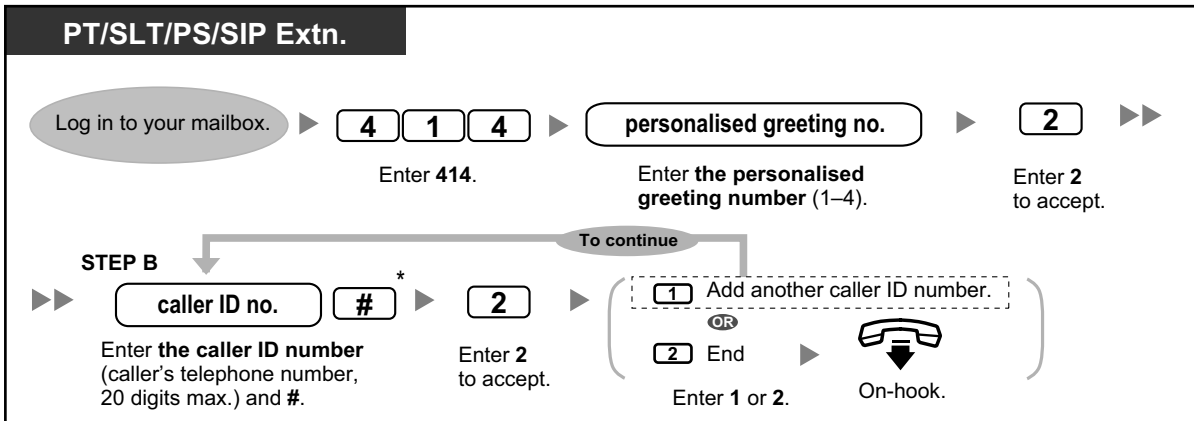 PT/SLT/PS/SIP Extn.
Log in to your mailbox.
4 1 4
personalised greeting no.
2
Enter 414.
Enter the personalised
greeting number (1–4).
Enter 2
to accept.
To continue
STEP B
caller ID no.
# *
2
1 Add another caller ID number.
OR
2 End
Enter the caller ID number
(caller's telephone number,
20 digits max.) and #.
Enter 2
to accept.
Enter 1 or 2.
On-hook.